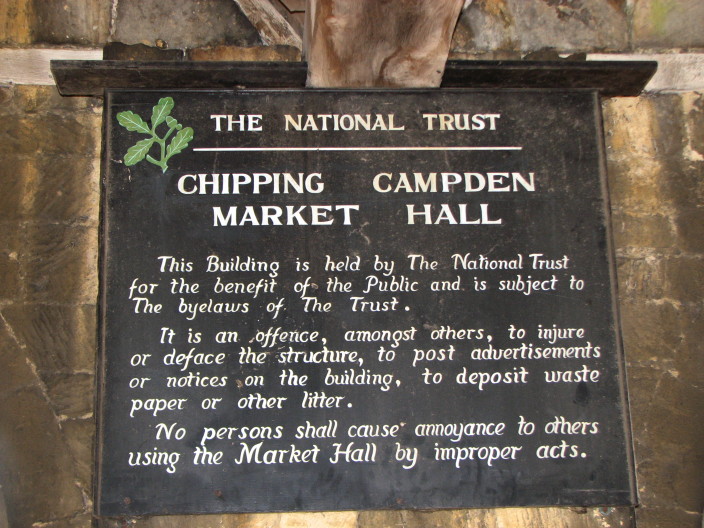 THE NATIONAL TRUST
CHIPPING CAMPDEN
MARKET HALL
This Building is held by The National Trust
for the benefit of the Public and is subject to
The byelaws of The Trust.
It is an offence, amongst others, to injure
or deface the structure, to post advertisements
or notices on the building, to deposit waste
paper or other litter.
No persons shall cause annoyance to others
using the Market Hall by improper acts.